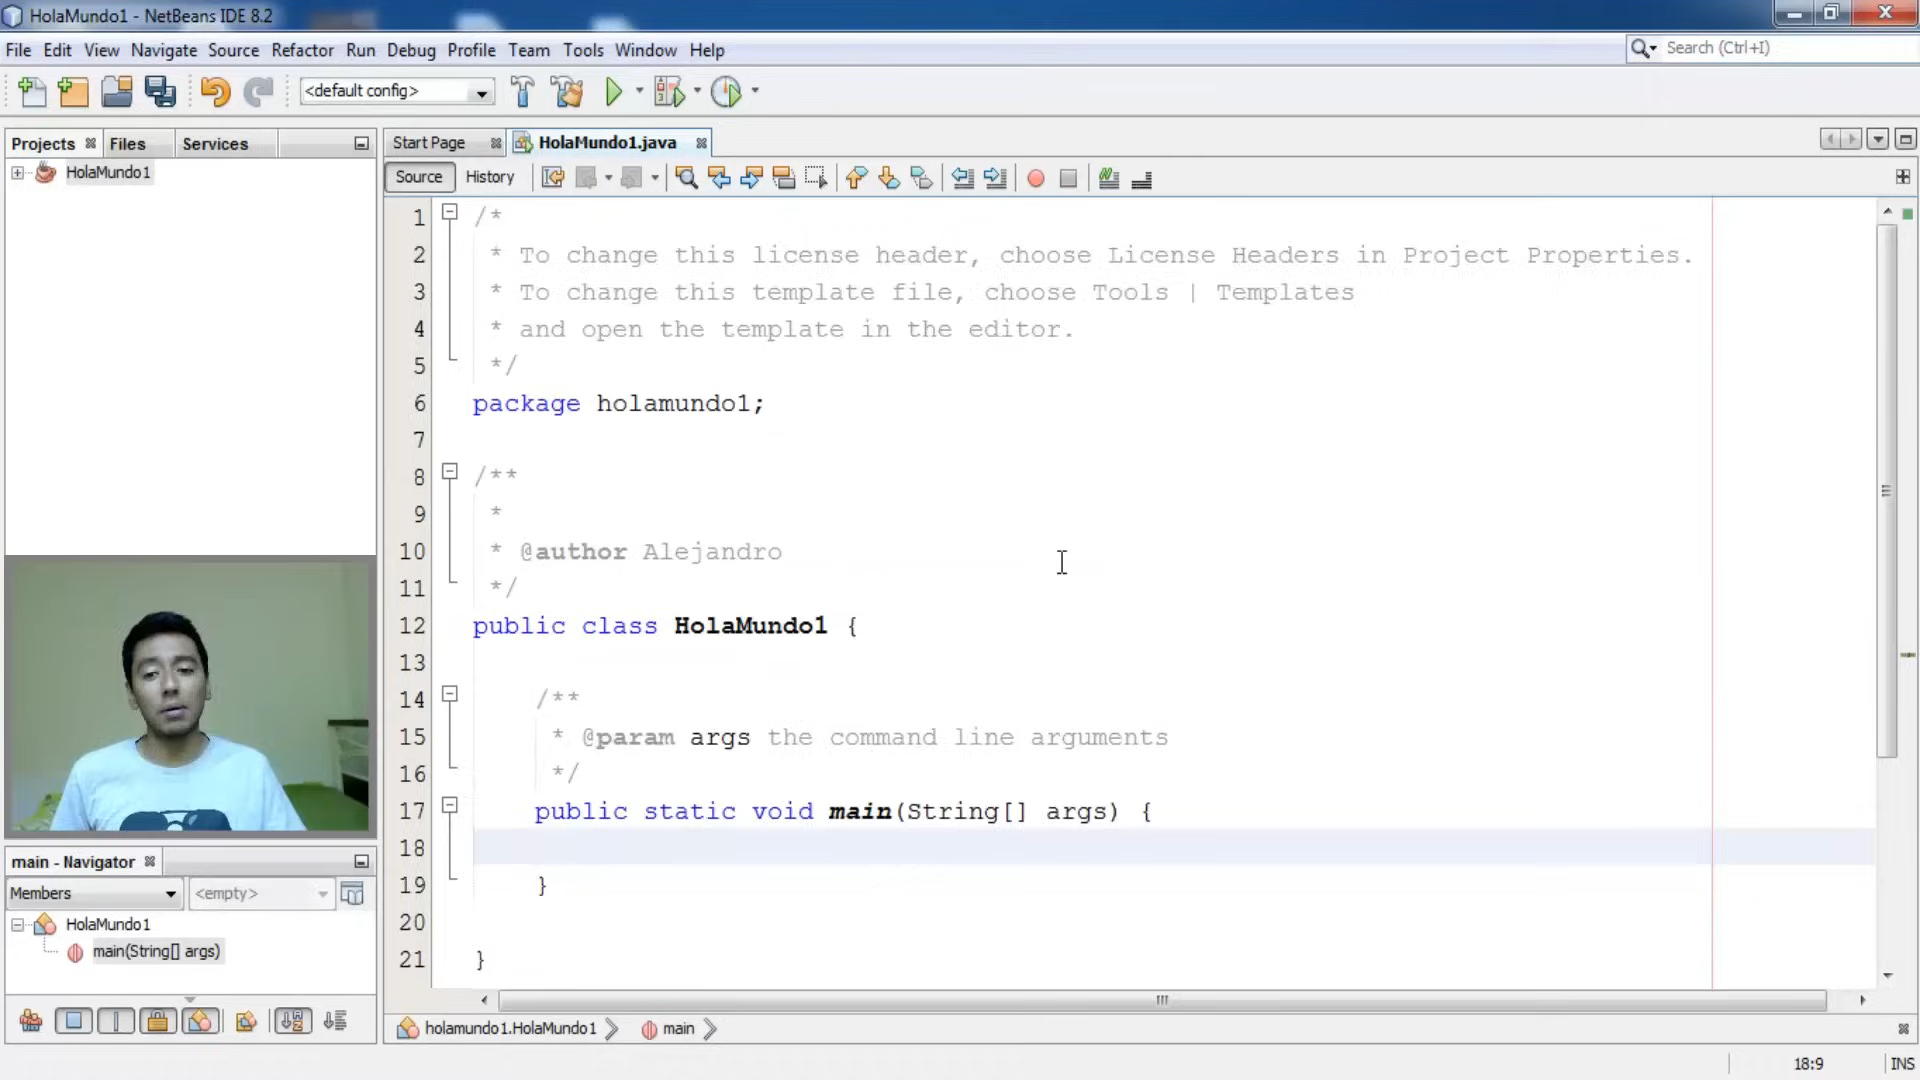 HolaMundo1 - NetBeans IDE 8.2
File Edit View Navigate Source Refactor Run Debug Profile Team Tools Window Help
Search (Ctrl+I)
<default config>
Projects Files Services
HolaMundo1
Start Page HolaMundo1.java
Source History
1 /*
2 * To change this license header, choose License Headers in Project Properties.
3 * To change this template file, choose Tools | Templates
4 * and open the template in the editor.
5 */
6 package holamundo1;
7
8 /**
9 *
10 * @author Alejandro
11 */
12 public class HolaMundo1 {
13
14 /**
15 * @param args the command line arguments
16 */
17 public static void main(String[] args) {
18
19 }
20
21 }
main - Navigator
Members <empty>
HolaMundo1
main(String[] args)
holamundo1.HolaMundo1 main
18:9 INS